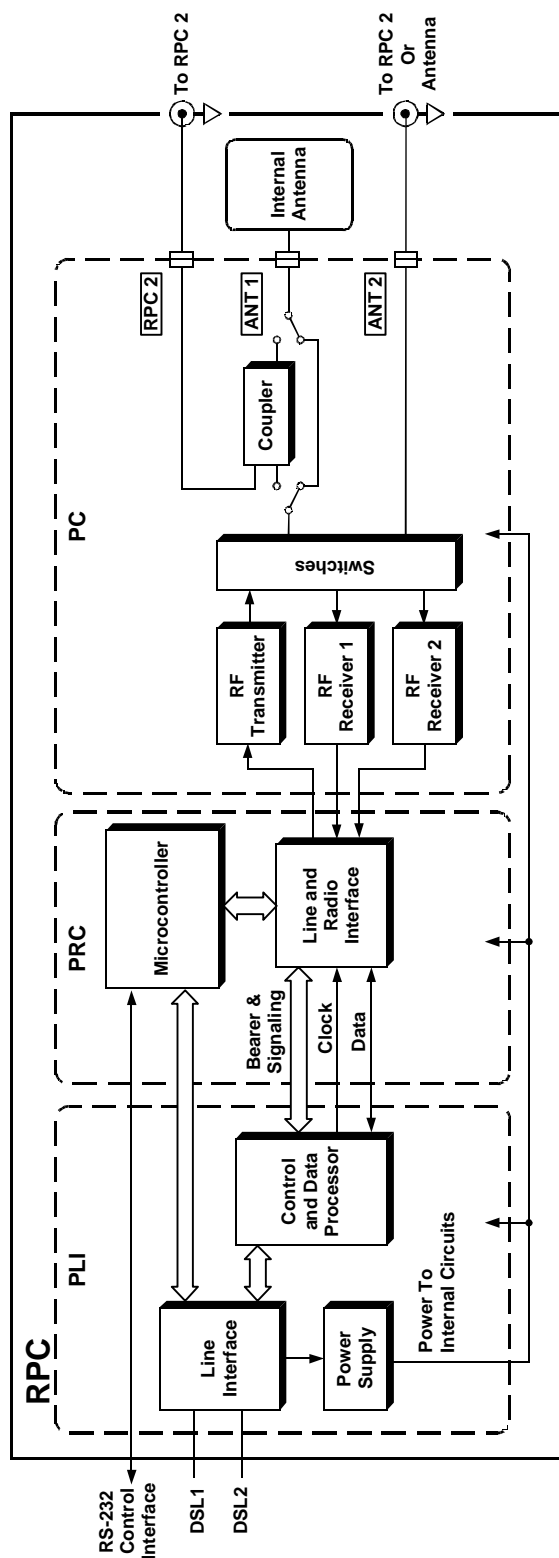 RPC
PLI
PRC
PC
RS-232
Control
Interface
DSL1
DSL2
Line
Interface
Power
Supply
Power To
Internal Circuits
Control
and Data
Processor
Bearer &
Signaling
Clock
Data
Microcontroller
Line and
Radio
Interface
RF
Transmitter
RF
Receiver 1
RF
Receiver 2
Switches
Coupler
RPC 2
ANT 1
ANT 2
Internal
Antenna
To RPC 2
To RPC 2
Or
Antenna